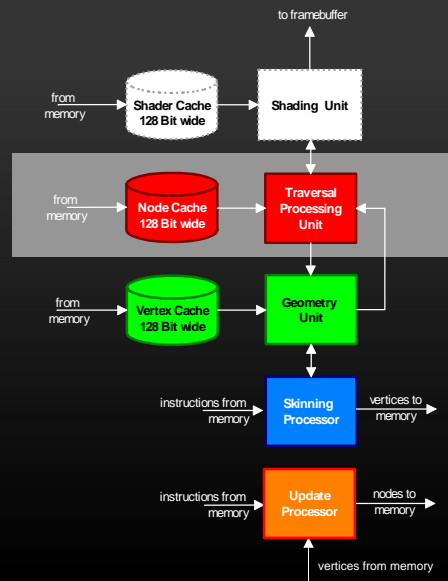 to framebuffer
from
memory
Shader Cache
128 Bit wide
Shading Unit
from
memory
Node Cache
128 Bit wide
Traversal
Processing
Unit
from
memory
Vertex Cache
128 Bit wide
Geometry
Unit
instructions from
memory
Skinning
Processor
vertices to
memory
instructions from
memory
Update
Processor
nodes to
memory
vertices from memory